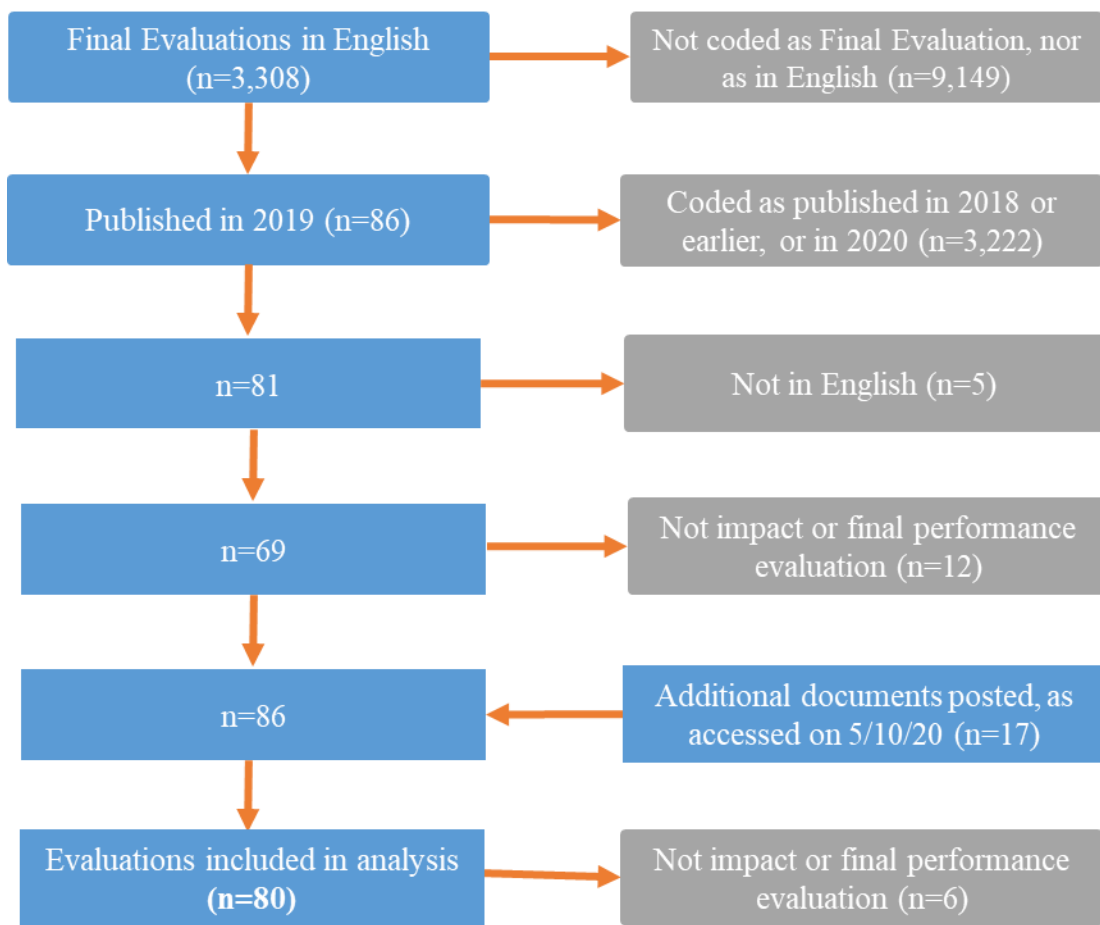 Final Evaluations in English
(n=3,308)
Not coded as Final Evaluation, nor
as in English (n=9,149)
Published in 2019 (n=86)
Coded as published in 2018 or
earlier, or in 2020 (n=3,222)
n=81
Not in English (n=5)
n=69
Not impact or final performance
evaluation (n=12)
n=86
Additional documents posted, as
accessed on 5/10/20 (n=17)
Evaluations included in analysis
(n=80)
Not impact or final performance
evaluation (n=6)